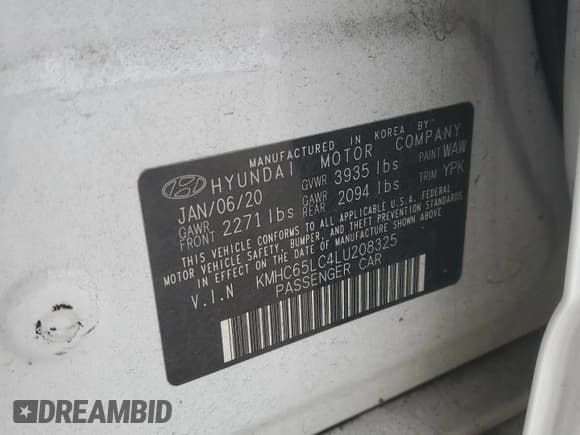 MANUFACTURED IN KOREA BY
HYUNDAI MOTOR COMPANY
JAN/06/20 GVWR 3935 lbs PAINT WAW
GAWR FRONT 2271 lbs GAWR REAR 2094 lbs TRIM YPK
THIS VEHICLE CONFORMS TO ALL APPLICABLE U.S.A. FEDERAL
MOTOR VEHICLE SAFETY, BUMPER, AND THEFT PREVENTION STANDARDS
IN EFFECT ON THE DATE OF MANUFACTURE SHOWN ABOVE
V.I.N KMHC65LC4LU208325
PASSENGER CAR
DREAMBID